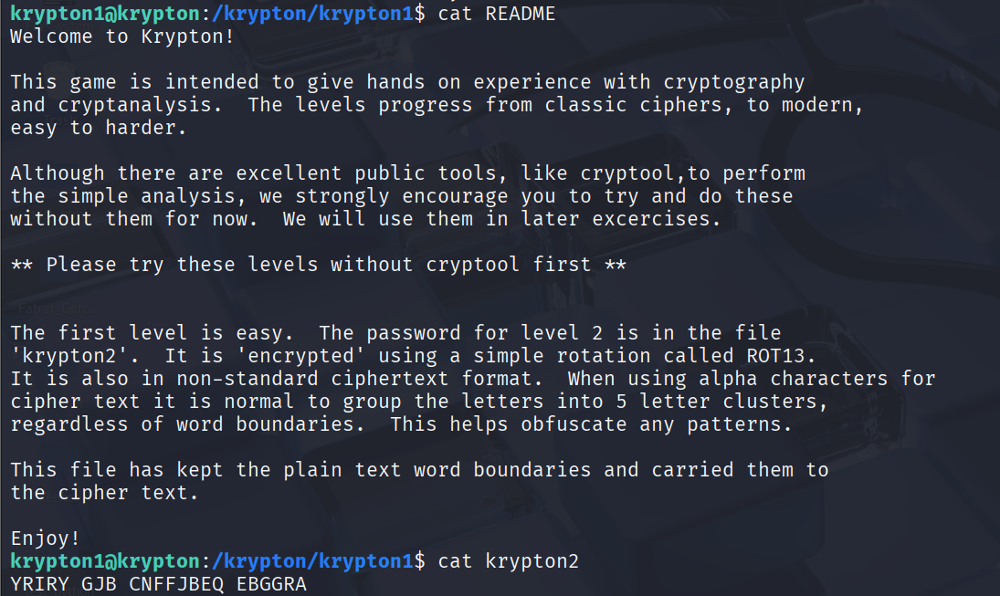 krypton1@krypton:/krypton/krypton1$ cat README
Welcome to Krypton!
This game is intended to give hands on experience with cryptography
and cryptanalysis.  The levels progress from classic ciphers, to modern,
easy to harder.
Although there are excellent public tools, like cryptool,to perform
the simple analysis, we strongly encourage you to try and do these
without them for now.  We will use them in later excercises.
** Please try these levels without cryptool first **
The first level is easy.  The password for level 2 is in the file
'krypton2'.  It is 'encrypted' using a simple rotation called ROT13.
It is also in non-standard ciphertext format.  When using alpha characters for
cipher text it is normal to group the letters into 5 letter clusters,
regardless of word boundaries.  This helps obfuscate any patterns.
This file has kept the plain text word boundaries and carried them to
the cipher text.
Enjoy!
krypton1@krypton:/krypton/krypton1$ cat krypton2
YRIRY GJB CNFFJBEQ EBGGRA